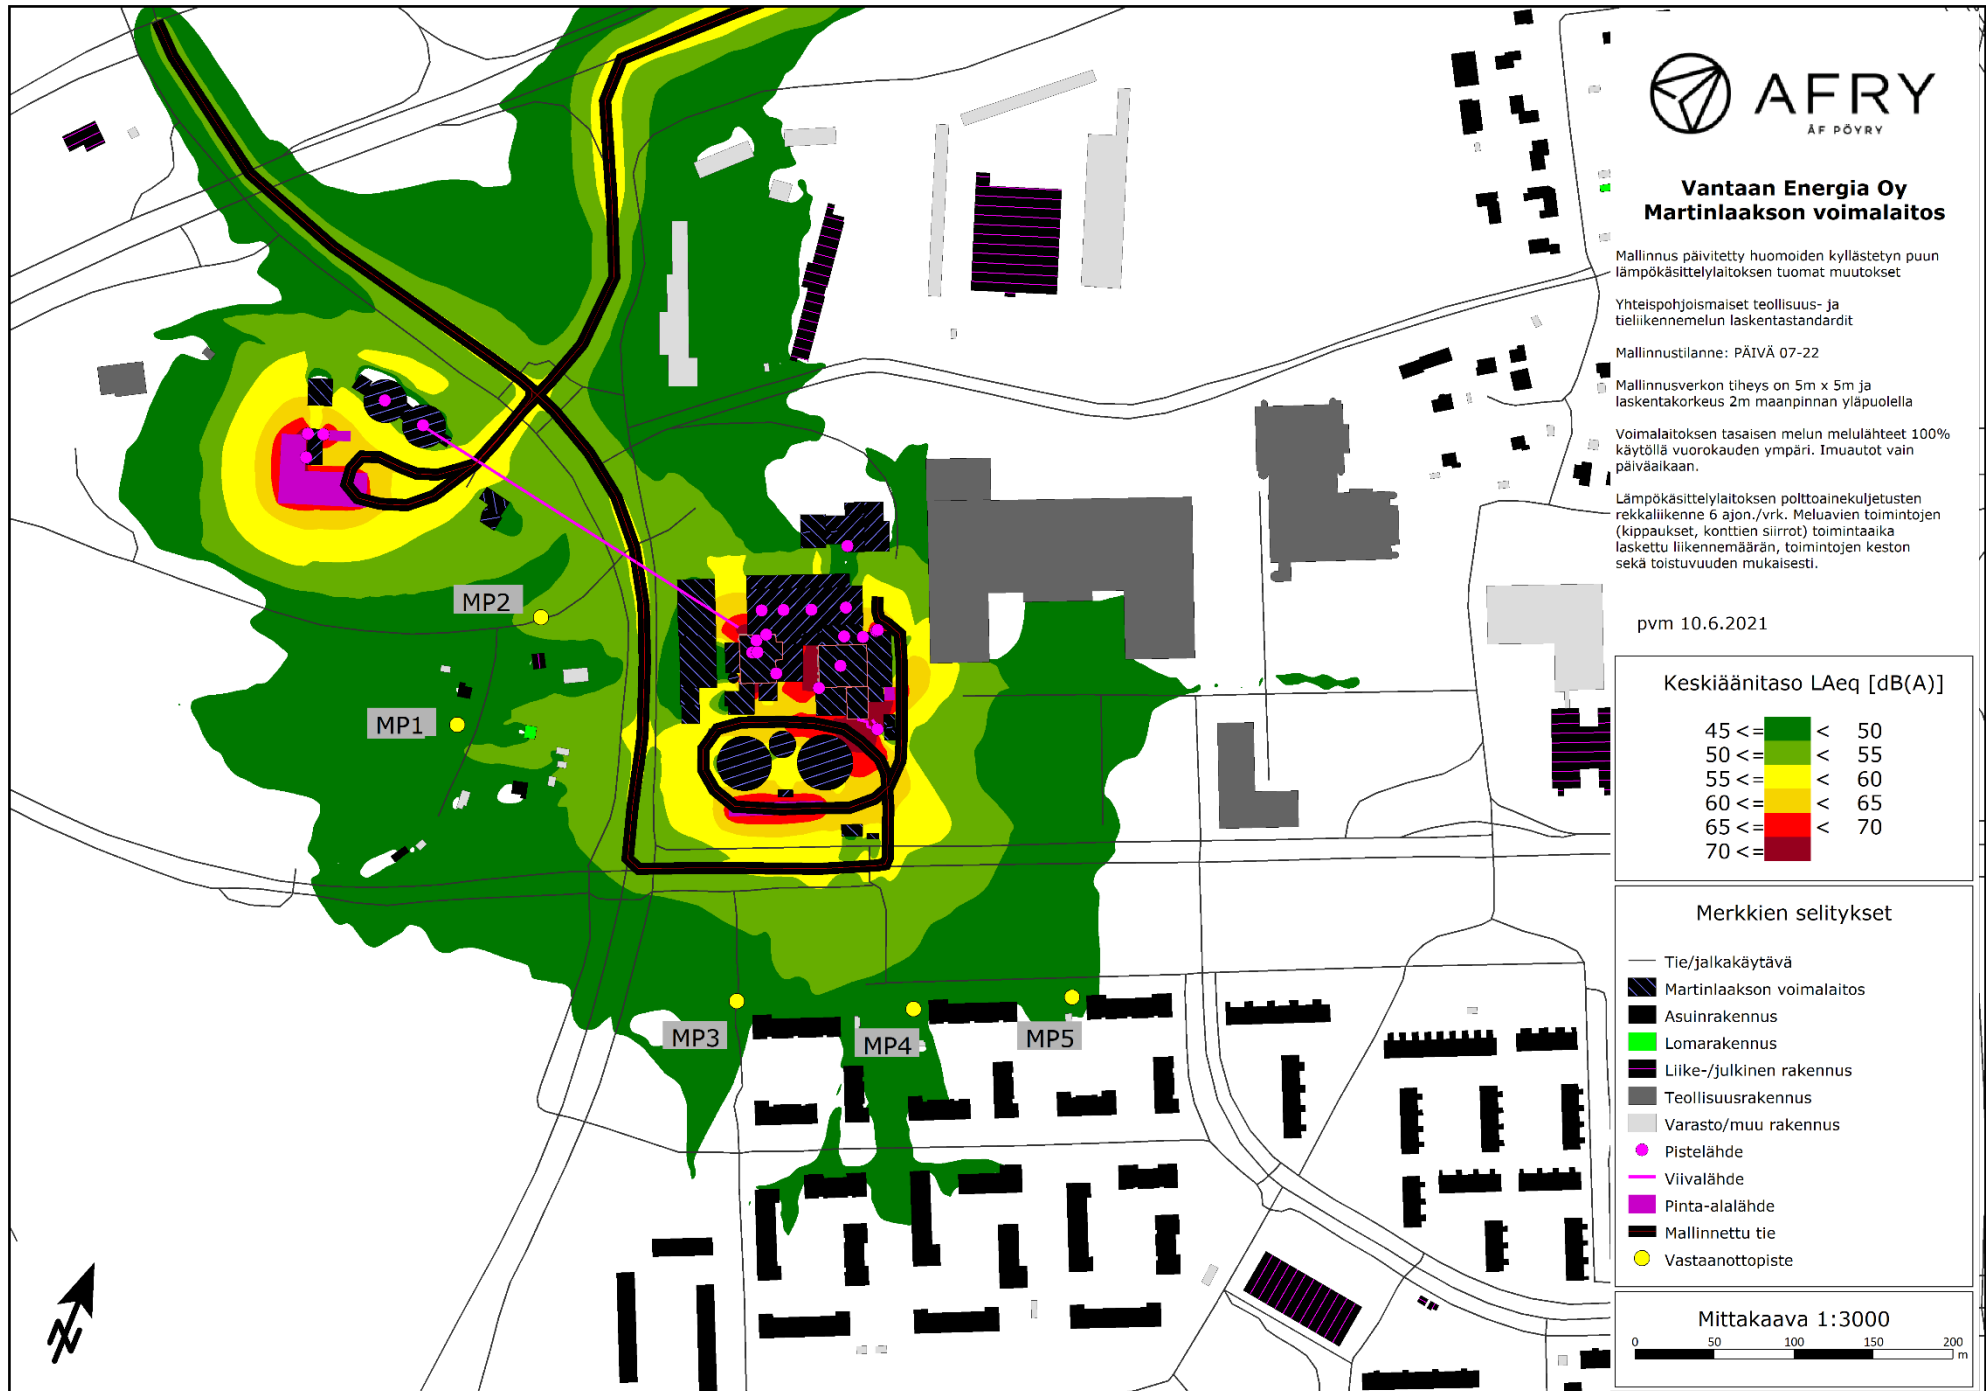 AFRY
ÅF PÖYRY
Vantaan Energia Oy
Martinlaakson voimalaitos
Mallinnus päivitetty huomoiden kyllästetyn puun
lämpökäsittelylaitoksen tuomat muutokset
Yhteispohjoismaiset teollisuus- ja
tieliikennemelun laskentastandardit
Mallinnustilanne: PÄIVÄ 07-22
Mallinnusverkon tiheys on 5m x 5m ja
laskentakorkeus 2m maanpinnan yläpuolella
Voimalaitoksen tasaisen melun melulähteet 100%
käytöllä vuorokauden ympäri. Imuautot vain
päiväaikaan.
Lämpökäsittelylaitoksen polttoainekuljetusten
rekkaliikenne 6 ajon./vrk. Meluavien toimintojen
(kippaukset, konttien siirrot) toimintaaika
laskettu liikennemäärän, toimintojen keston
sekä toistuvuuden mukaisesti.
pvm 10.6.2021
Keskiäänitaso LAeq [dB(A)]
45 <= < 50
50 <= < 55
55 <= < 60
60 <= < 65
65 <= < 70
70 <=
Merkkien selitykset
Tie/jalkakäytävä
Martinlaakson voimalaitos
Asuinrakennus
Lomarakennus
Liike-/julkinen rakennus
Teollisuusrakennus
Varasto/muu rakennus
Pistelähde
Viivalähde
Pinta-alalähde
Mallinnettu tie
Vastaanottopiste
Mittakaava 1:3000
0 50 100 150 200
m
MP2
MP1
MP3
MP4
MP5
N